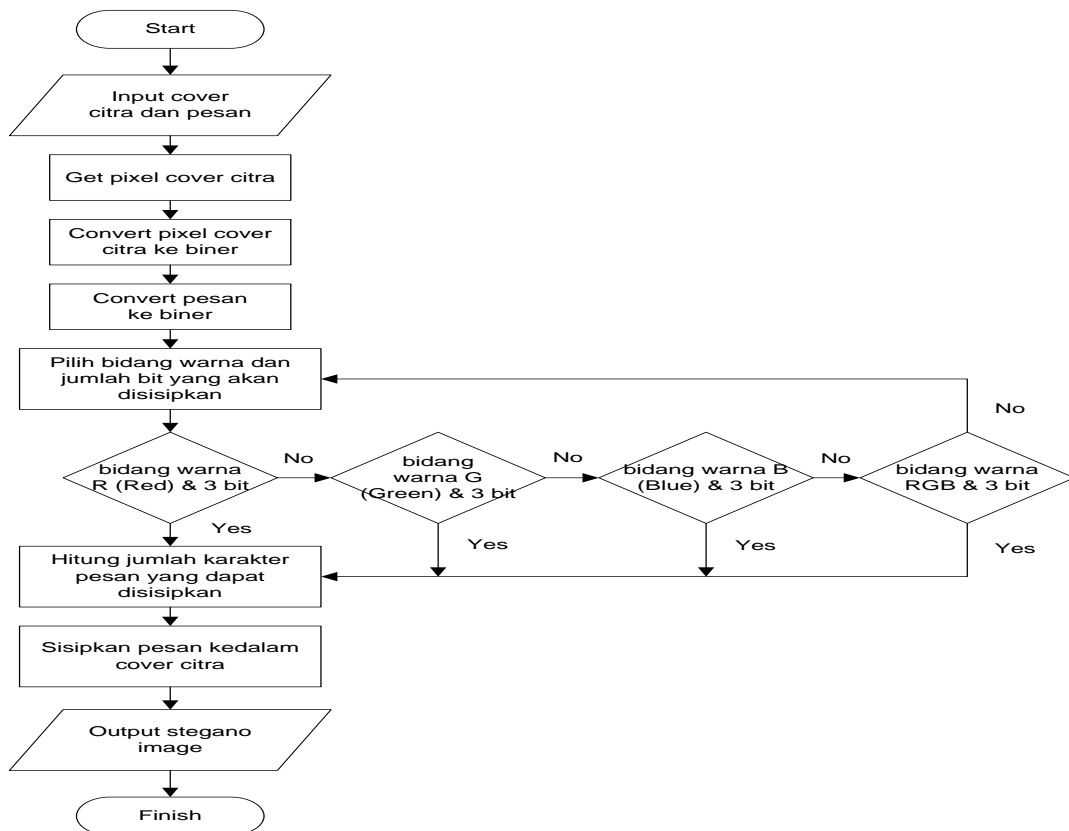 Start
Input cover
citra dan pesan
Get pixel cover citra
Convert pixel cover
citra ke biner
Convert pesan
ke biner
Pilih bidang warna dan
jumlah bit yang akan
disisipkan
No
bidang warna
R (Red) & 3 bit
No
bidang
warna G
(Green) & 3 bit
No
bidang warna B
(Blue) & 3 bit
No
bidang warna
RGB & 3 bit
Yes
Yes
Yes
Yes
Hitung jumlah karakter
pesan yang dapat
disisipkan
Sisipkan pesan kedalam
cover citra
Output stegano
image
Finish